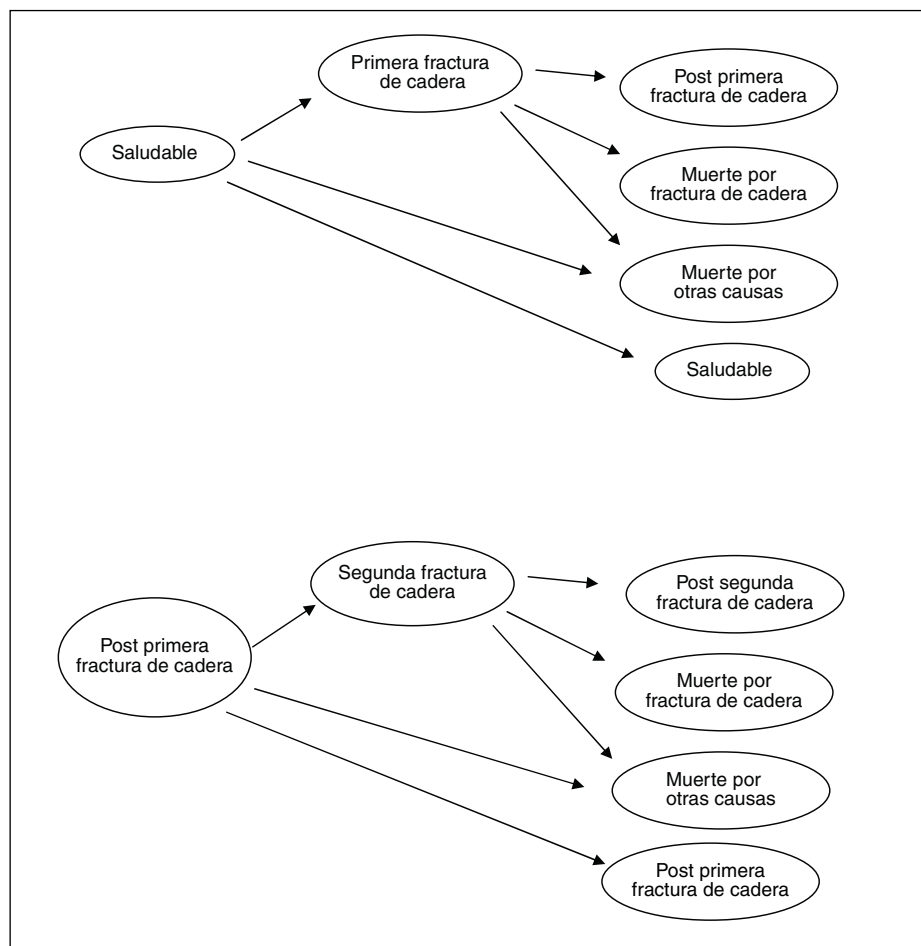 Primera fractura
de cadera
Post primera
fractura de cadera
Saludable
Muerte por
fractura de cadera
Muerte por
otras causas
Saludable
Segunda fractura
de cadera
Post segunda
fractura de cadera
Post primera
fractura de cadera
Muerte por
fractura de cadera
Muerte por
otras causas
Post primera
fractura de cadera